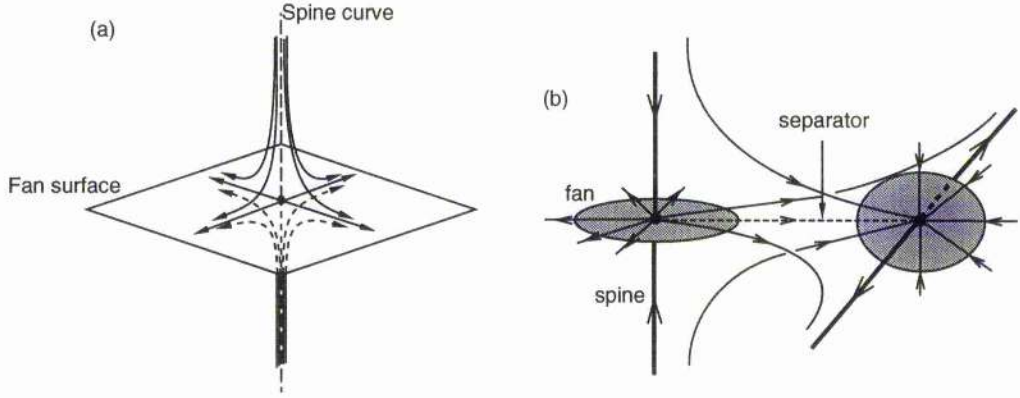 (a)
Spine curve
Fan surface
(b)
separator
fan
spine